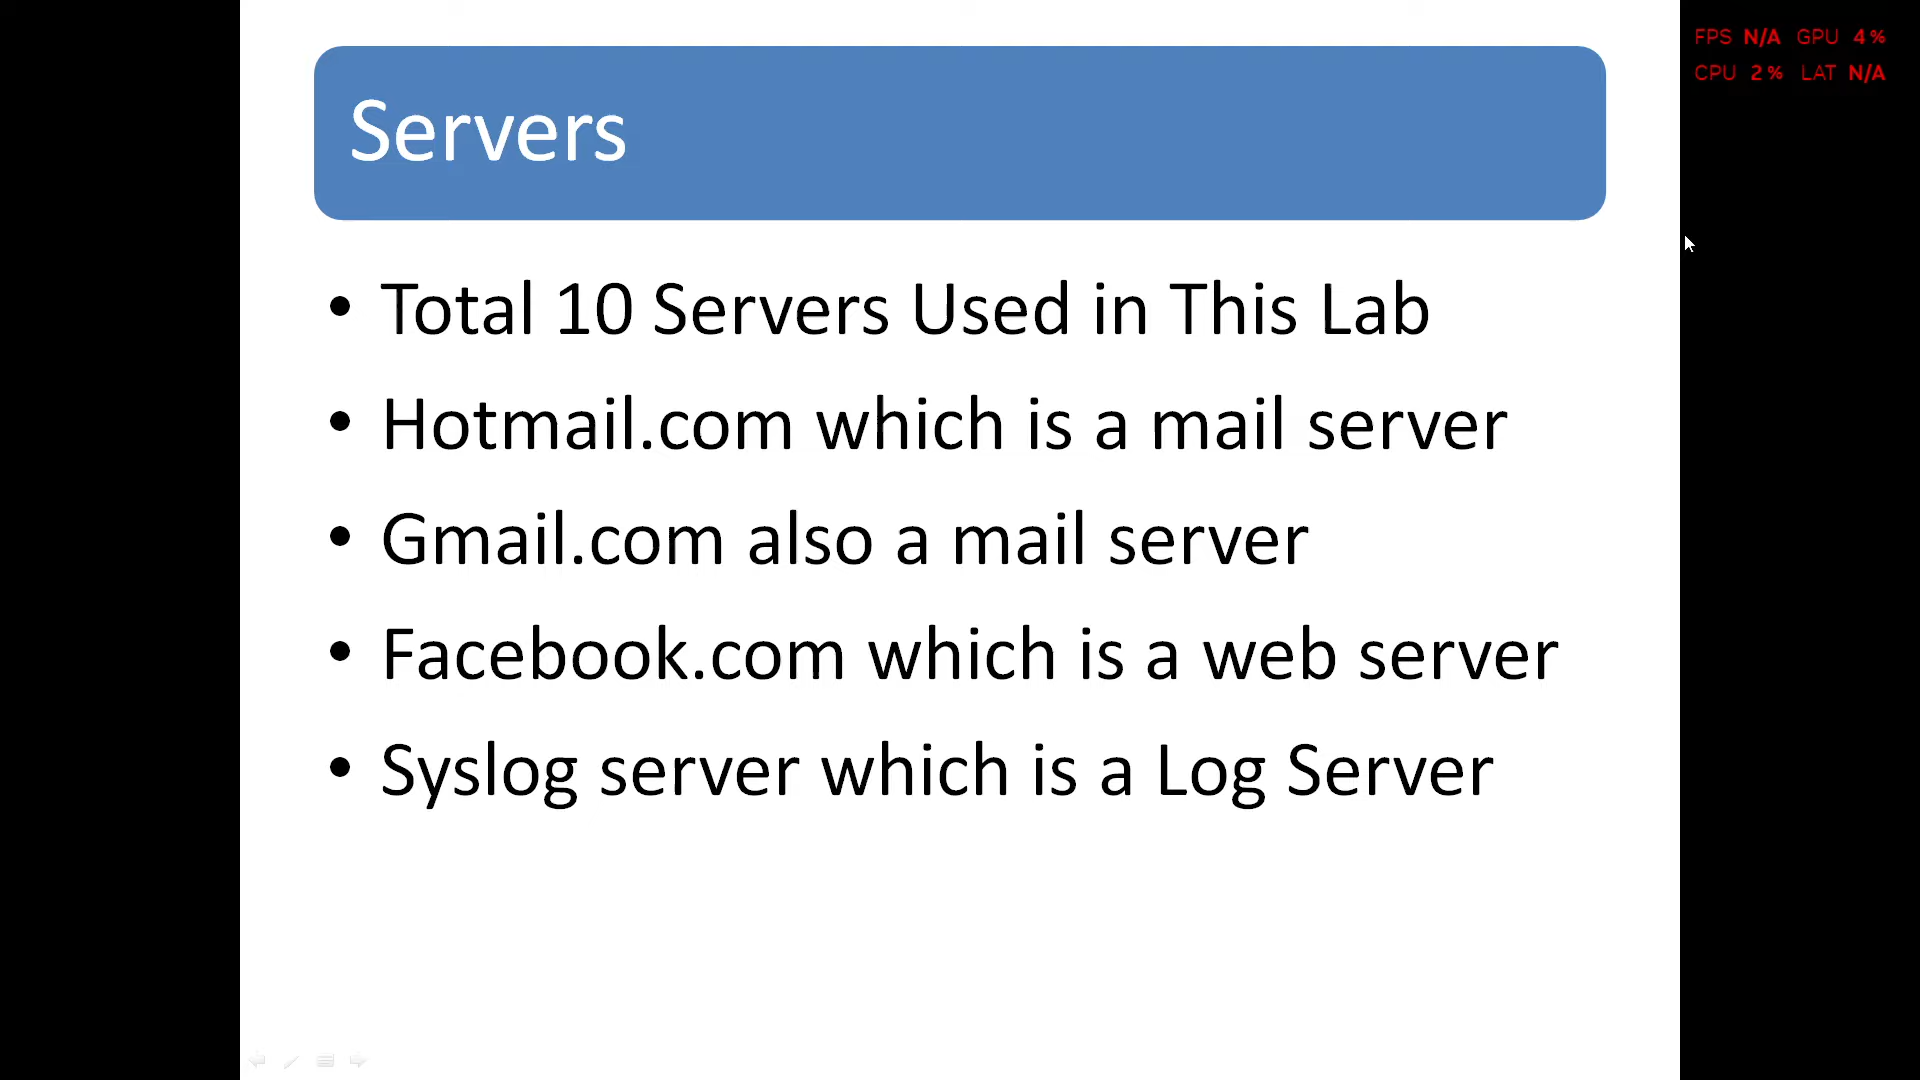 FPS N/A GPU 4%
CPU 2% LAT N/A
Servers
• Total 10 Servers Used in This Lab
• Hotmail.com which is a mail server
• Gmail.com also a mail server
• Facebook.com which is a web server
• Syslog server which is a Log Server